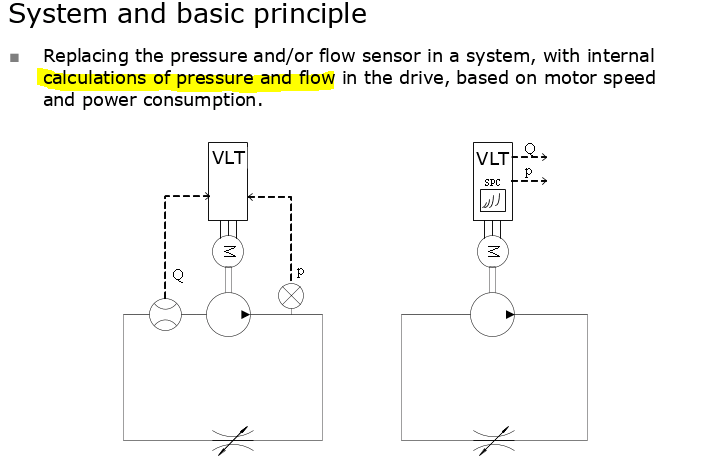 System and basic principle
Replacing the pressure and/or flow sensor in a system, with internal
calculations of pressure and flow in the drive, based on motor speed
and power consumption.
VLT
Q
p
M
VLT
SPC
Q
p
M